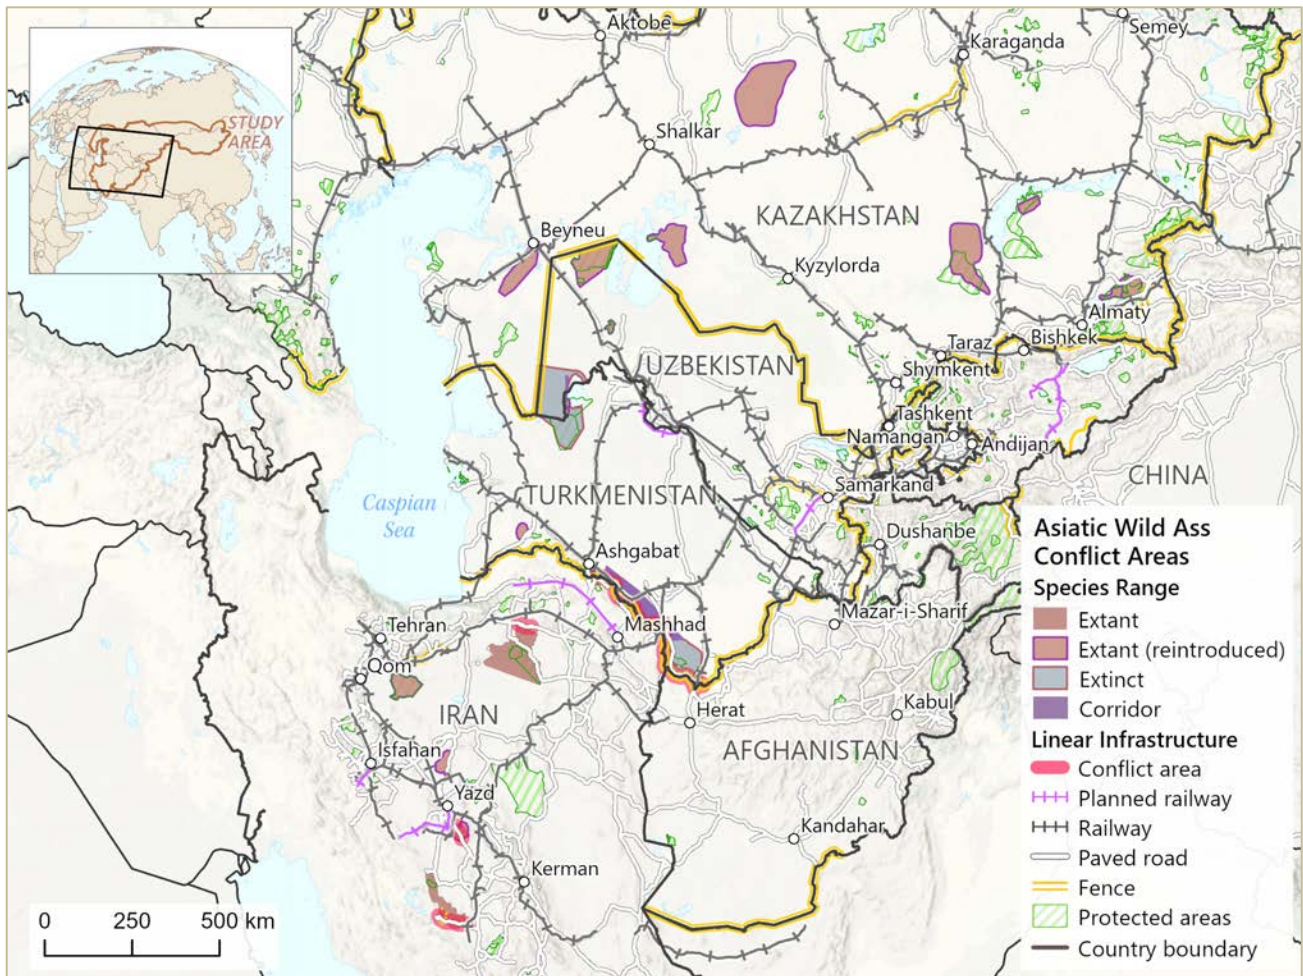 STUDY
AREA
Aktobe
Karaganda
Semey
Shalkar
KAZAKHSTAN
Beyneu
Kyzylorda
Almaty
Taraz
Bishkek
UZBEKISTAN
Shymkent
Tashkent
Namangan
Andijan
CHINA
TURKMENISTAN
Samarkand
Caspian
Sea
Dushanbe
Ashgabat
Mazar-i-Sharif
Tehran
Mashhad
Qom
IRAN
Herat
Kabul
AFGHANISTAN
Isfahan
Yazd
Kandahar
Kerman
0 250 500 km
Asiatic Wild Ass
Conflict Areas
Species Range
Extant
Extant (reintroduced)
Extinct
Corridor
Linear Infrastructure
Conflict area
Planned railway
Railway
Paved road
Fence
Protected areas
Country boundary